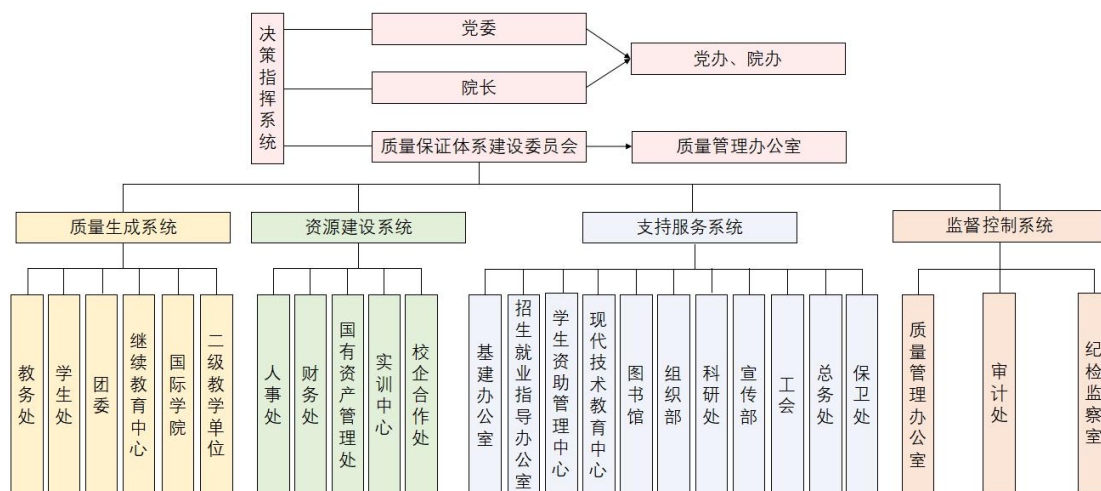 决策指挥系统
党委
院长
党办、院办
质量保证体系建设委员会
质量管理办公室
质量生成系统
资源建设系统
支持服务系统
监督控制系统
教务处
学生处
团委
继续教育中心
国际学院
二级教学单位
人事处
财务处
国有资产管理处
实训中心
校企合作处
基建办公室
招生就业指导办公室
学生资助管理中心
现代技术教育中心
图书馆
组织部
科研处
宣传部
工会
总务处
保卫处
质量管理办公室
审计处
纪检监察室